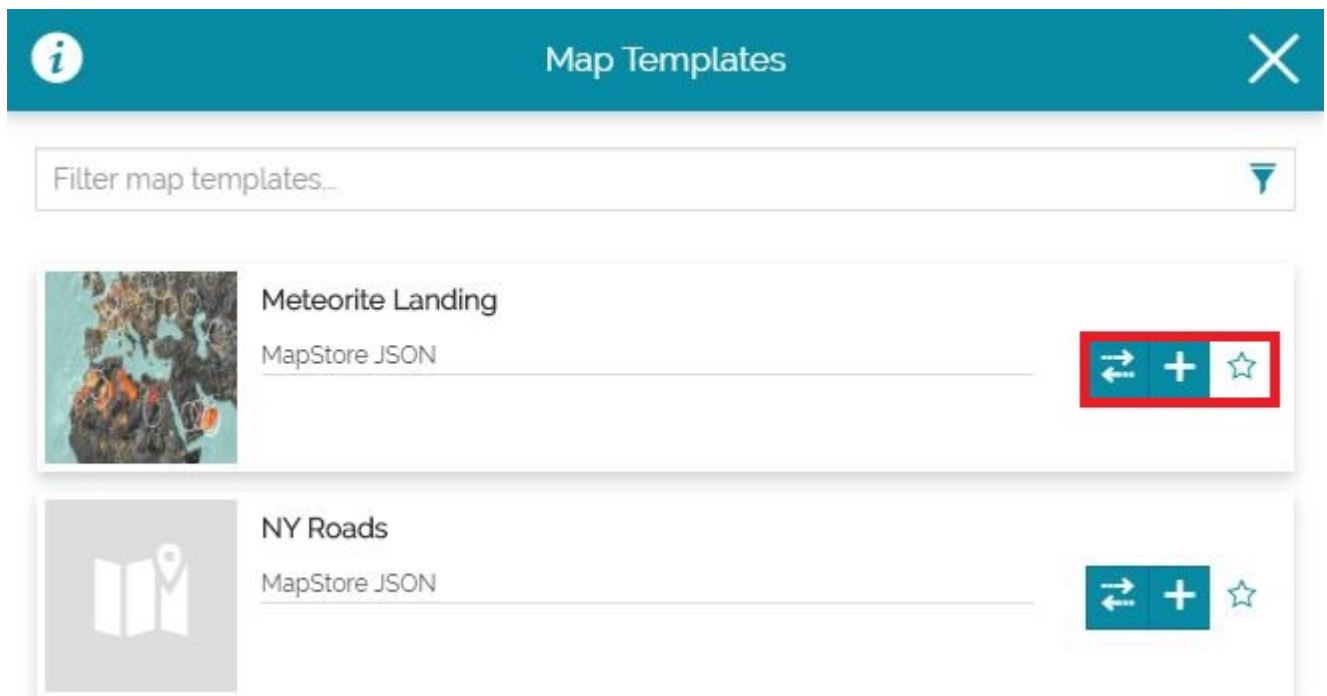 Map Templates
Filter map templates...
Meteorite Landing
MapStore JSON
NY Roads
MapStore JSON